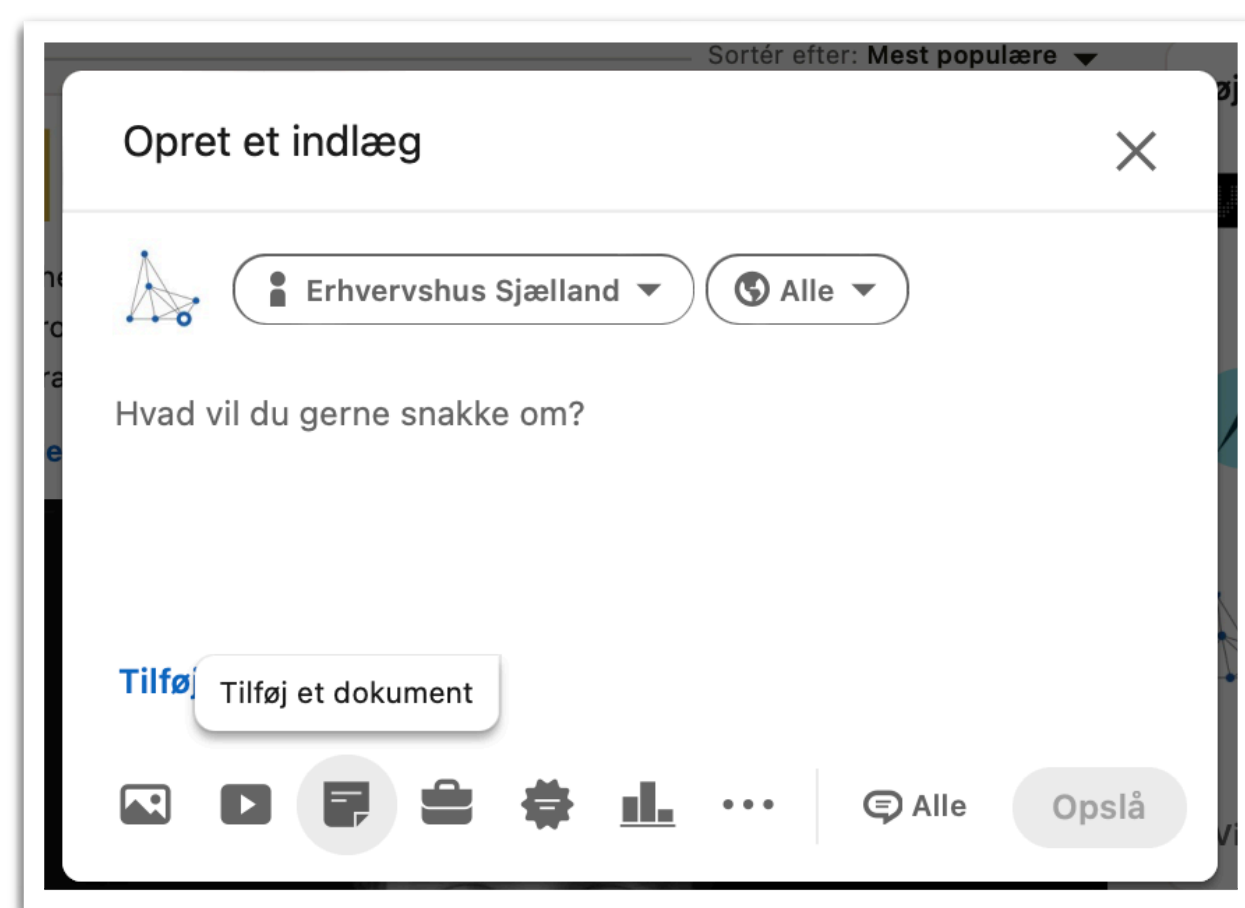 Sortér efter: Mest populære
Opret et indlæg
Erhvervshus Sjælland
Alle
Hvad vil du gerne snakke om?
Tilføj
Tilføj et dokument
Alle
Opslå